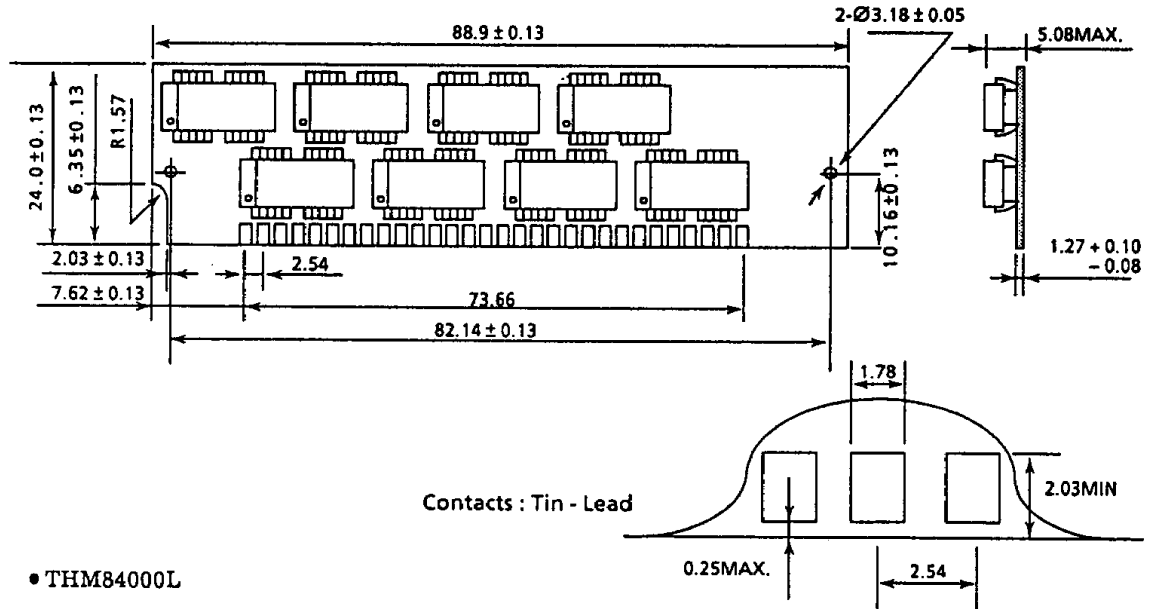 88.9 ± 0.13
2-Ø3.18 ± 0.05
5.08MAX.
24.0 ± 0.13
6.35 ± 0.13
R1.57
10.16 ± 0.13
2.03 ± 0.13
2.54
1.27 + 0.10
- 0.08
7.62 ± 0.13
73.66
82.14 ± 0.13
1.78
Contacts : Tin - Lead
2.03MIN
0.25MAX.
2.54
• THM84000L